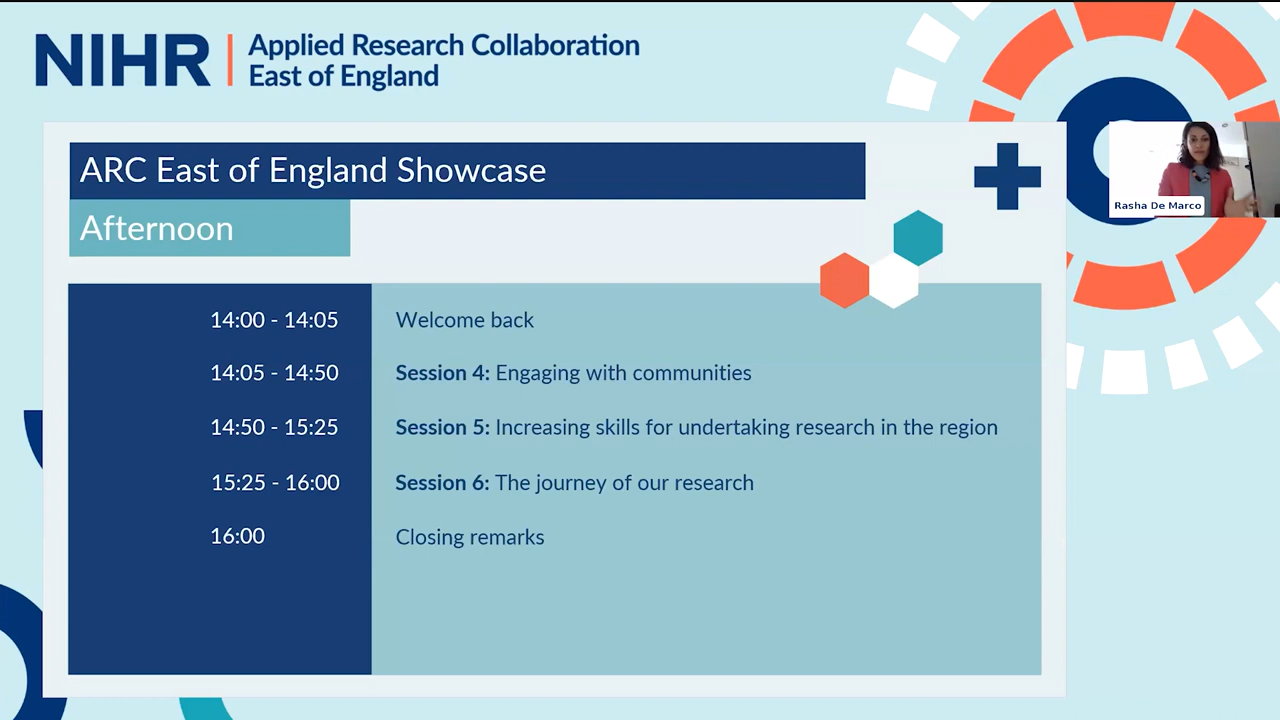 NIHR | Applied Research Collaboration
East of England
ARC East of England Showcase
Rasha De Marco
Afternoon
14:00 - 14:05 Welcome back
14:05 - 14:50 Session 4: Engaging with communities
14:50 - 15:25 Session 5: Increasing skills for undertaking research in the region
15:25 - 16:00 Session 6: The journey of our research
16:00 Closing remarks